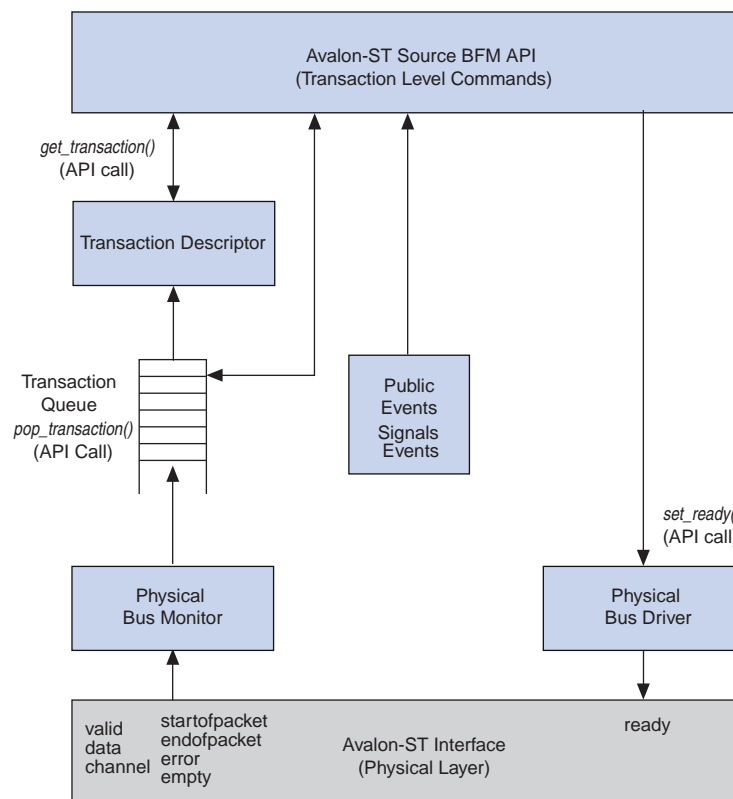 Avalon-ST Source BFM API
(Transaction Level Commands)
get_transaction()
(API call)
Transaction Descriptor
Transaction
Queue
pop_transaction()
(API Call)
Public
Events
Signals
Events
set_ready(
(API call)
Physical
Bus Monitor
Physical
Bus Driver
valid
data
channel
startofpacket
endofpacket
error
empty
Avalon-ST Interface
(Physical Layer)
ready